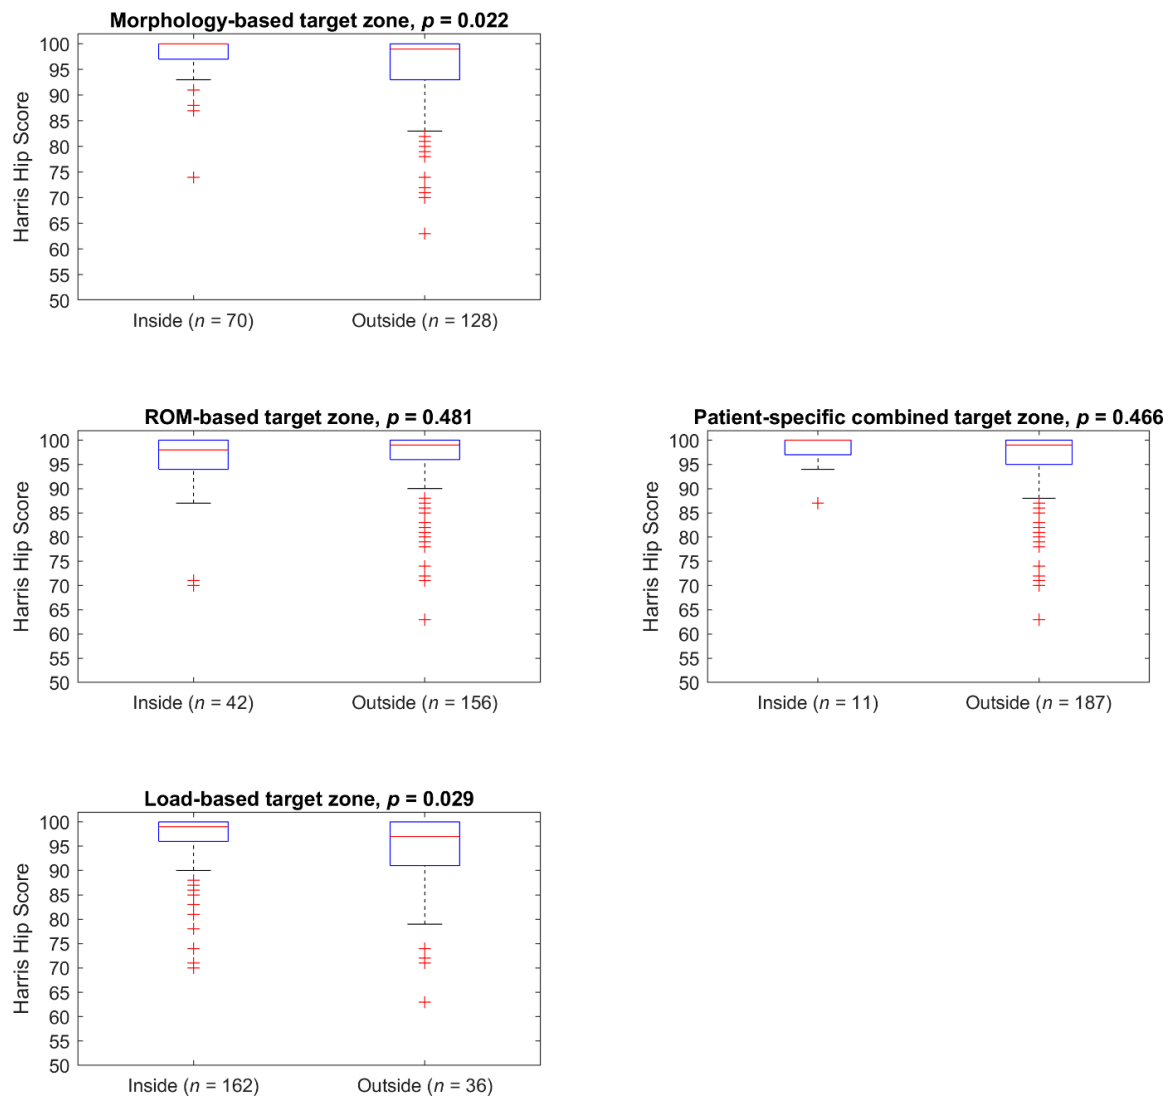 Morphology-based target zone, p = 0.022
Harris Hip Score
100
95
90
85
80
75
70
65
60
55
50
Inside (n = 70)
Outside (n = 128)
ROM-based target zone, p = 0.481
Harris Hip Score
100
95
90
85
80
75
70
65
60
55
50
Inside (n = 42)
Outside (n = 156)
Patient-specific combined target zone, p = 0.466
Harris Hip Score
100
95
90
85
80
75
70
65
60
55
50
Inside (n = 11)
Outside (n = 187)
Load-based target zone, p = 0.029
Harris Hip Score
100
95
90
85
80
75
70
65
60
55
50
Inside (n = 162)
Outside (n = 36)